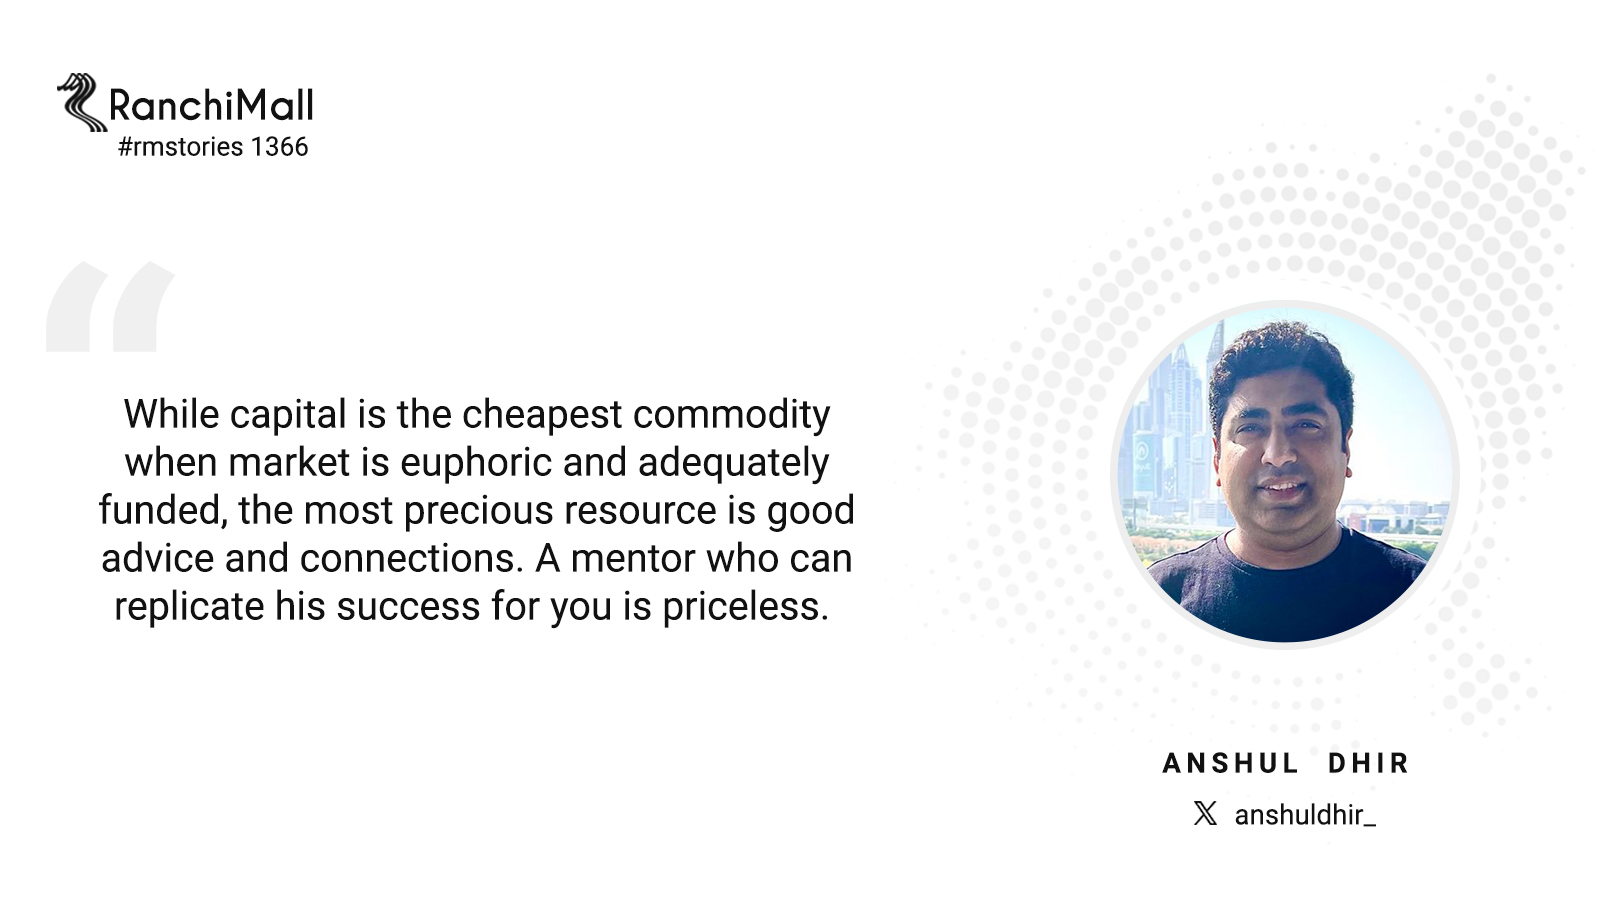 RanchiMall
#rmstories 1366
“
While capital is the cheapest commodity
when market is euphoric and adequately
funded, the most precious resource is good
advice and connections. A mentor who can
replicate his success for you is priceless.
ANSHUL DHIR
𝕏 anshuldhir_